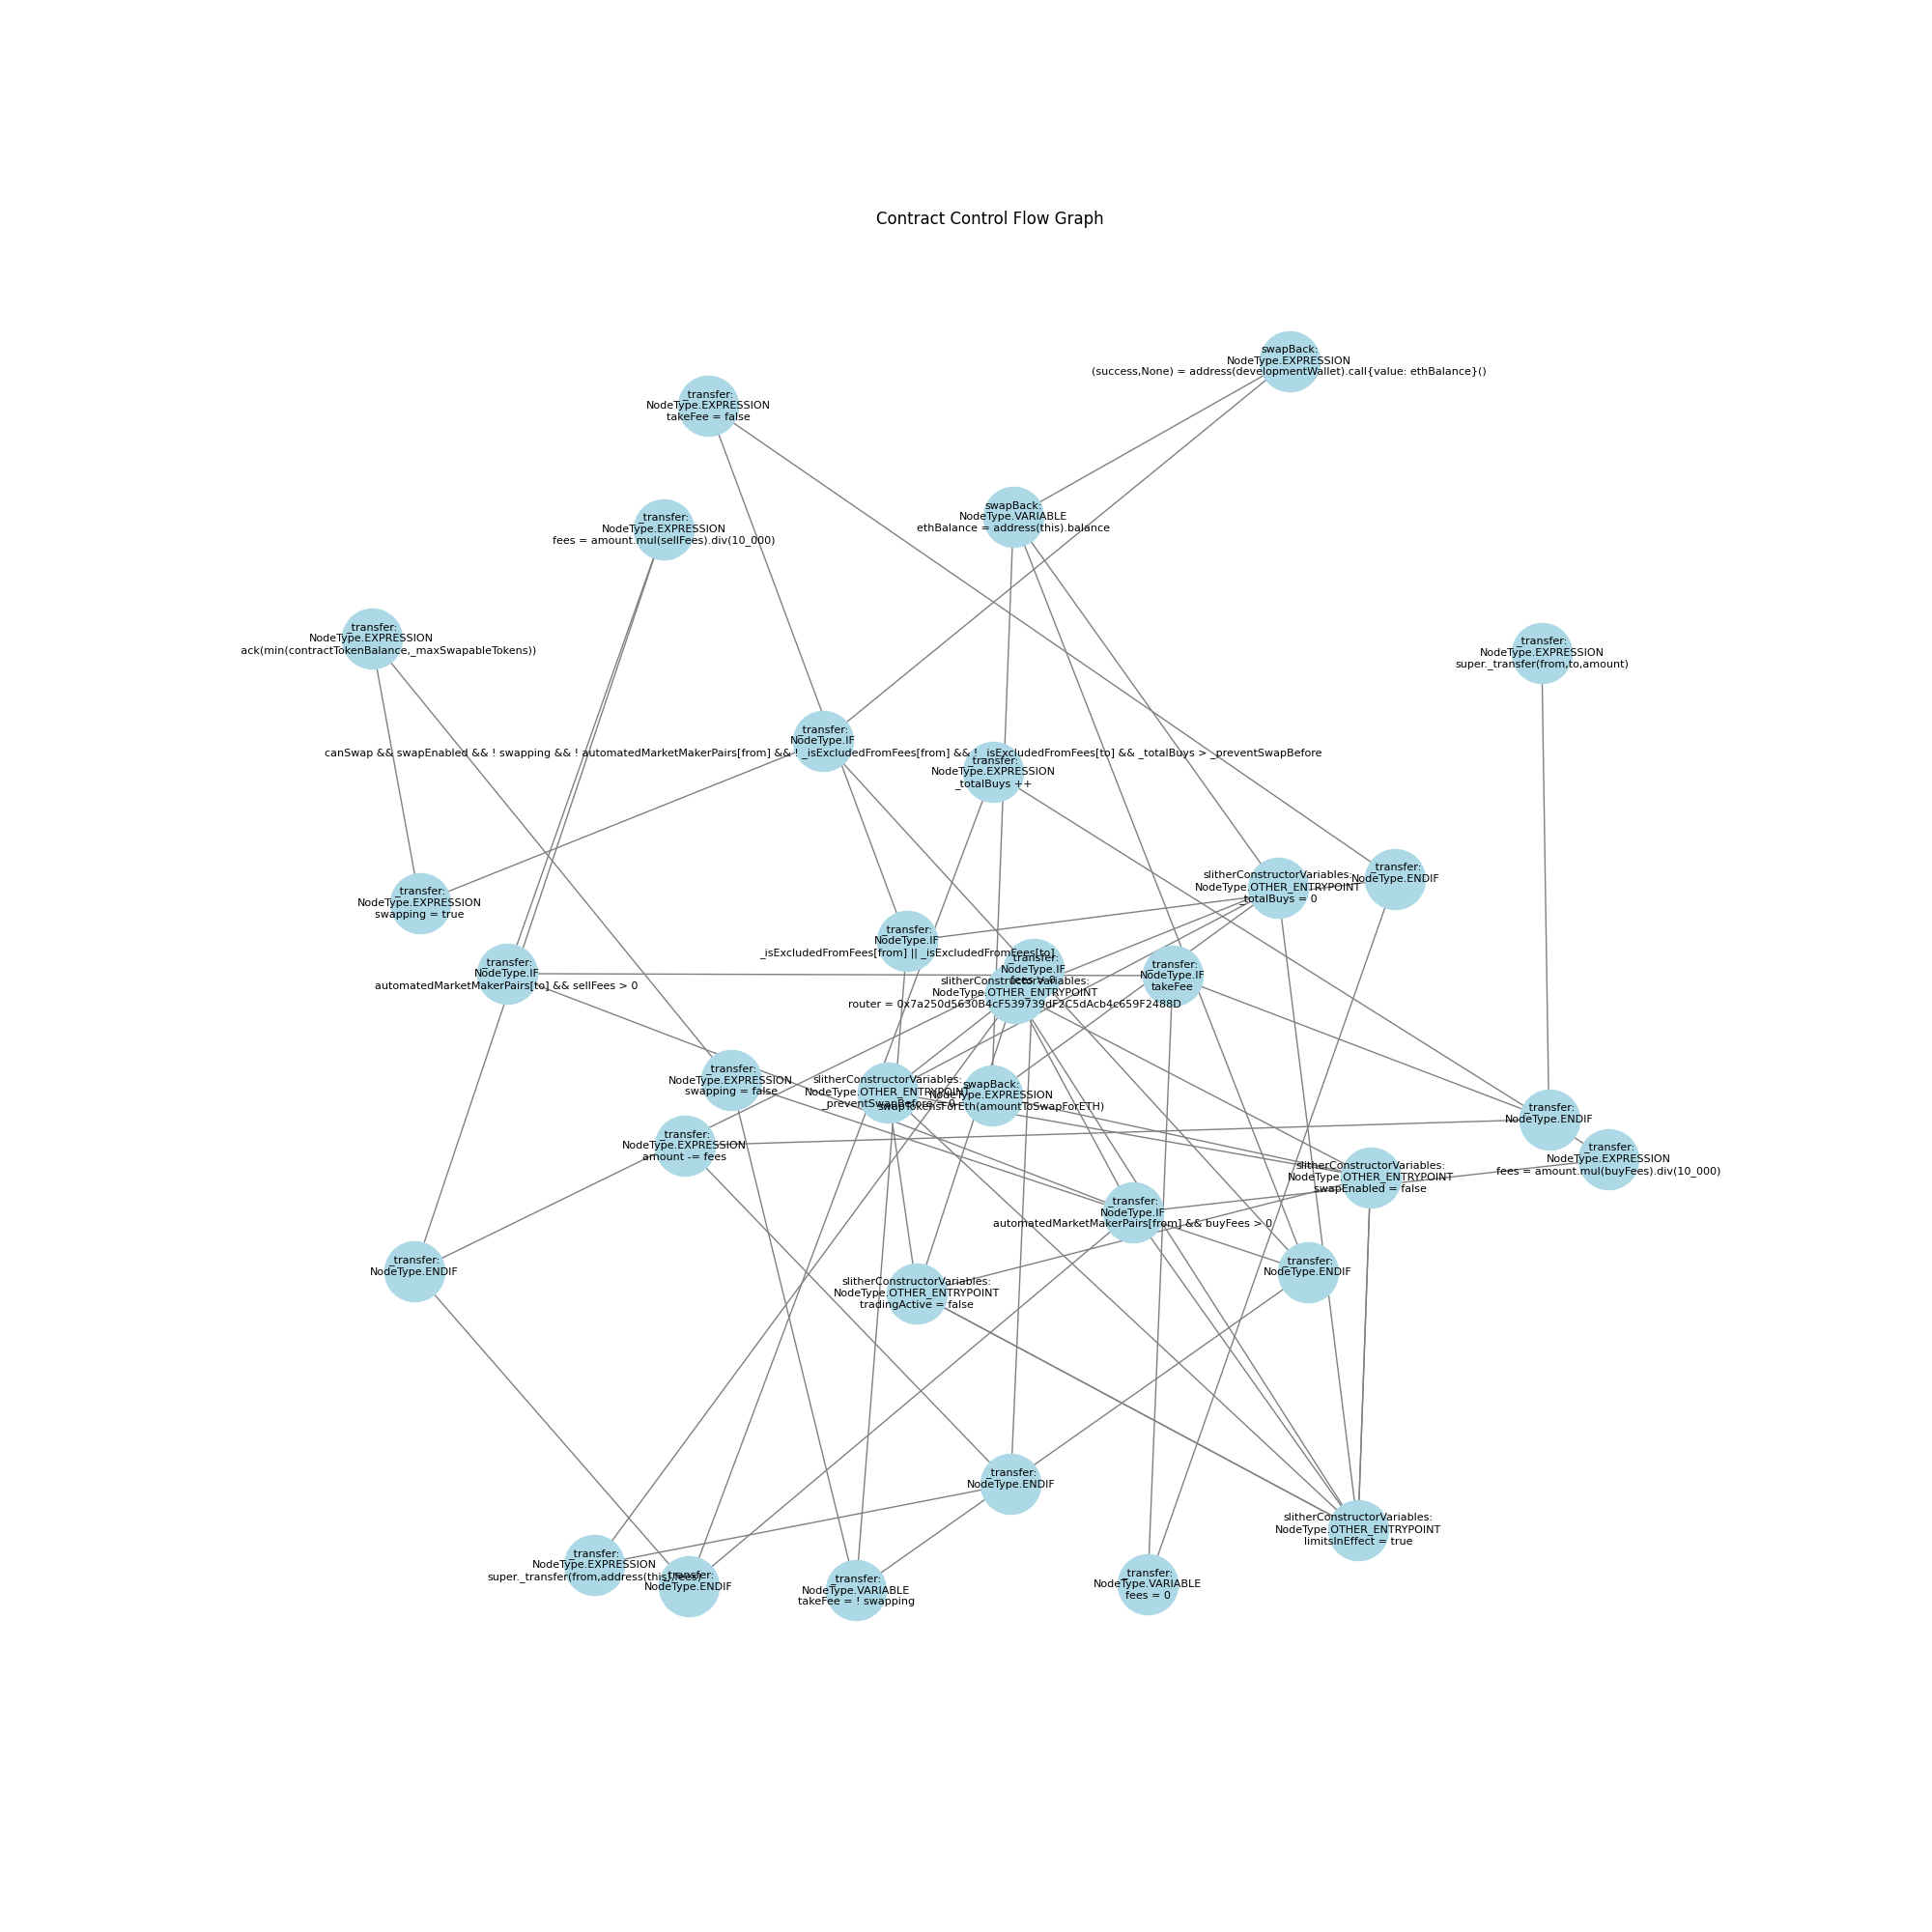 Contract Control Flow Graph
swapBack:
NodeType.EXPRESSION
(success,None) = address(developmentWallet).call{value: ethBalance}()
_transfer:
NodeType.EXPRESSION
takeFee = false
swapBack:
NodeType.VARIABLE
ethBalance = address(this).balance
_transfer:
NodeType.EXPRESSION
fees = amount.mul(sellFees).div(10_000)
_transfer:
NodeType.EXPRESSION
ack(min(contractTokenBalance,_maxSwapableTokens))
_transfer:
NodeType.EXPRESSION
super._transfer(from,to,amount)
_transfer:
NodeType.IF
canSwap && swapEnabled && ! swapping && ! automatedMarketMakerPairs[from] && ! _isExcludedFromFees[from] && ! _isExcludedFromFees[to] && _totalBuys > _preventSwapBefore
_transfer:
NodeType.EXPRESSION
_totalBuys ++
slitherConstructorVariables:
NodeType.OTHER_ENTRYPOINT
_totalBuys = 0
_transfer:
NodeType.ENDIF
_transfer:
NodeType.EXPRESSION
swapping = true
_transfer:
NodeType.IF
_isExcludedFromFees[from] || _isExcludedFromFees[to]
_transfer:
NodeType.IF
automatedMarketMakerPairs[to] && sellFees > 0
_transfer:
NodeType.IF
fees > 0
slitherConstructorVariables:
NodeType.OTHER_ENTRYPOINT
router = 0x7a250d5630B4cF539739dF2C5dAcb4c659F2488D
_transfer:
NodeType.IF
takeFee
_transfer:
NodeType.EXPRESSION
swapping = false
slitherConstructorVariables:
NodeType.OTHER_ENTRYPOINT
_preventSwapBefore = 0
swapBack:
NodeType.EXPRESSION
swapTokensForEth(amountToSwapForETH)
_transfer:
NodeType.ENDIF
_transfer:
NodeType.EXPRESSION
amount -= fees
_transfer:
NodeType.EXPRESSION
fees = amount.mul(buyFees).div(10_000)
slitherConstructorVariables:
NodeType.OTHER_ENTRYPOINT
swapEnabled = false
_transfer:
NodeType.IF
automatedMarketMakerPairs[from] && buyFees > 0
_transfer:
NodeType.ENDIF
_transfer:
NodeType.ENDIF
slitherConstructorVariables:
NodeType.OTHER_ENTRYPOINT
tradingActive = false
_transfer:
NodeType.ENDIF
slitherConstructorVariables:
NodeType.OTHER_ENTRYPOINT
limitsInEffect = true
_transfer:
NodeType.EXPRESSION
super._transfer(from,address(this),fees)
_transfer:
NodeType.ENDIF
_transfer:
NodeType.VARIABLE
takeFee = ! swapping
_transfer:
NodeType.VARIABLE
fees = 0